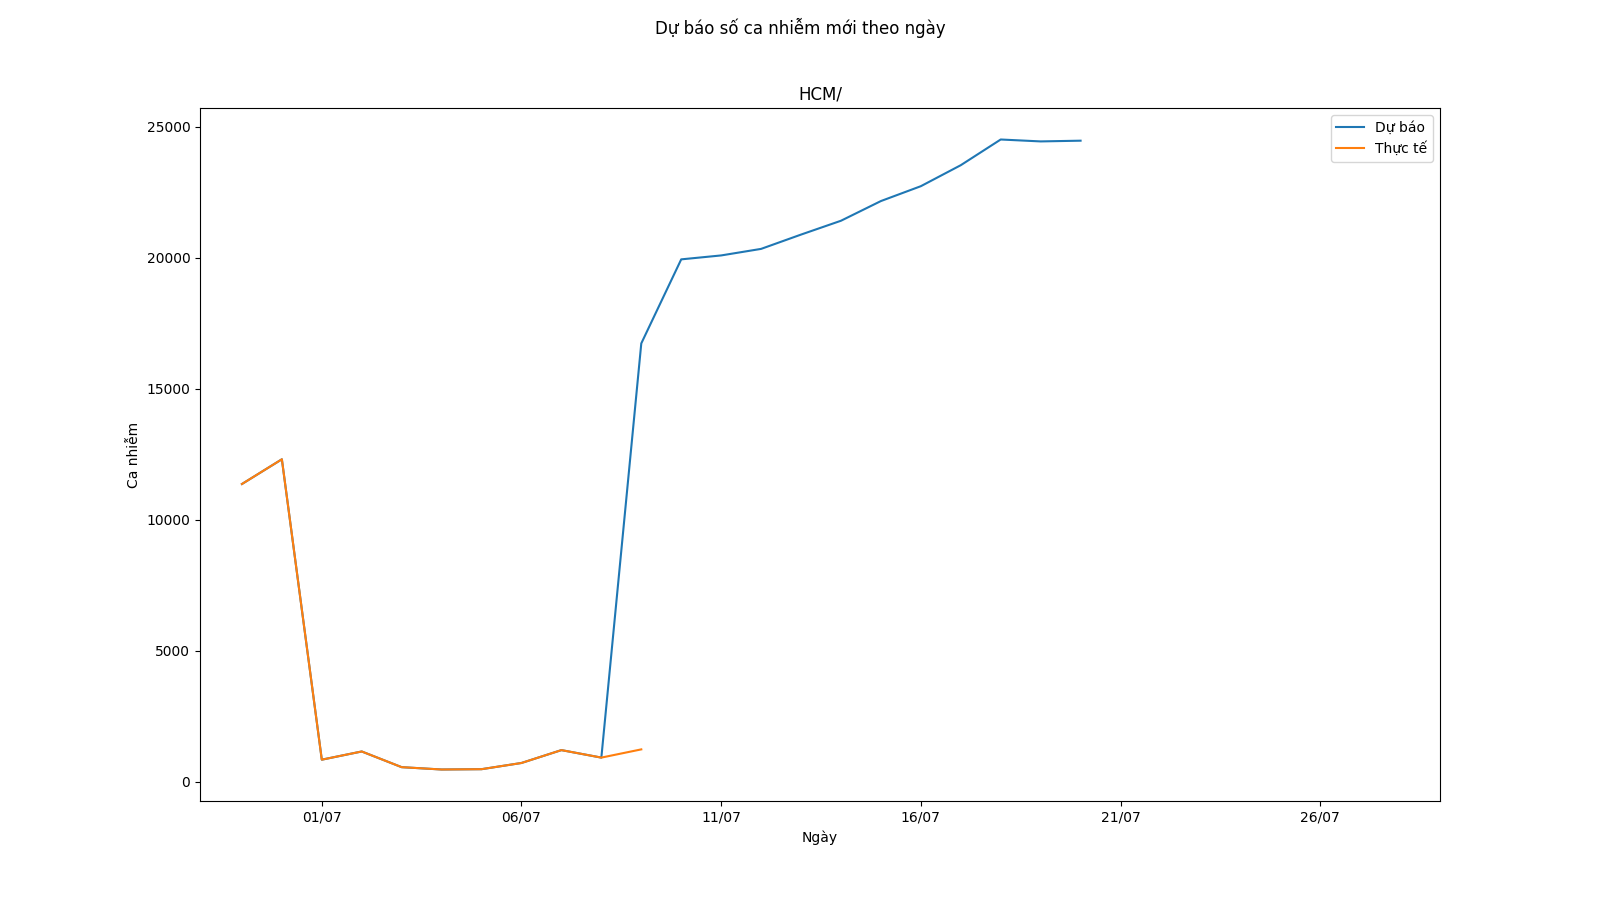 Dự báo số ca nhiễm mới theo ngày
HCM/
Dự báo
Thực tế
25000
20000
15000
10000
5000
0
Ca nhiễm
01/07
06/07
11/07
16/07
21/07
26/07
Ngày